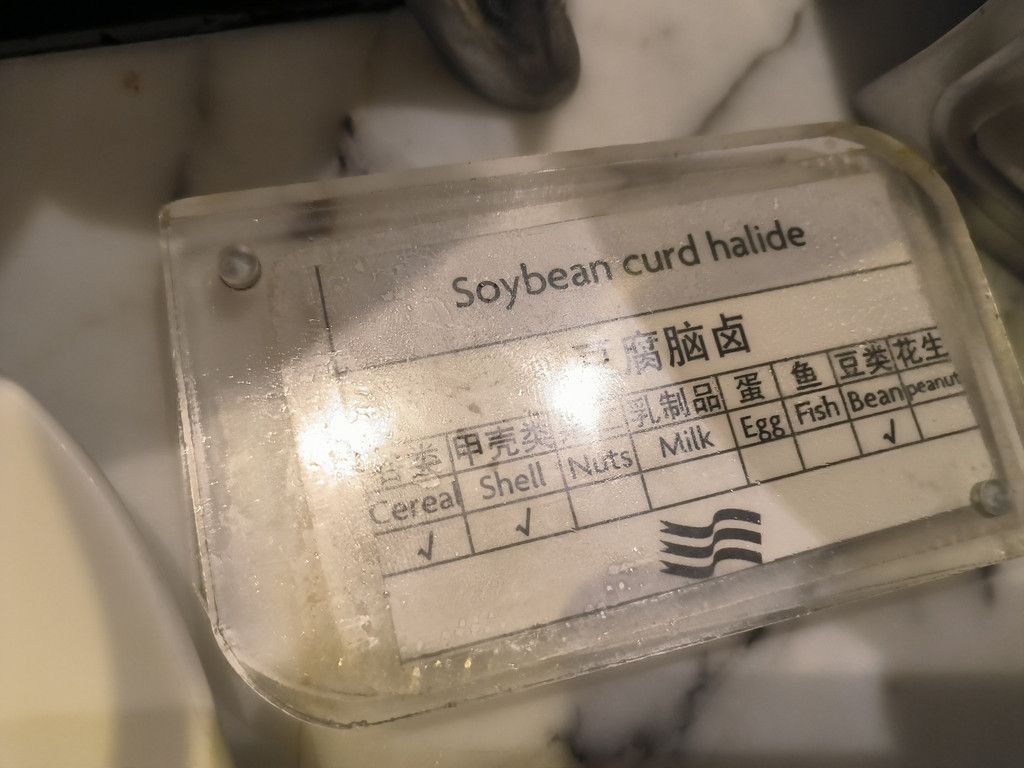 Soybean curd halide
腐脑卤
类 甲壳类 乳制品 蛋 鱼 豆类 花生
Cereal Shell Nuts Milk Egg Fish Bean peanut
√ √ √